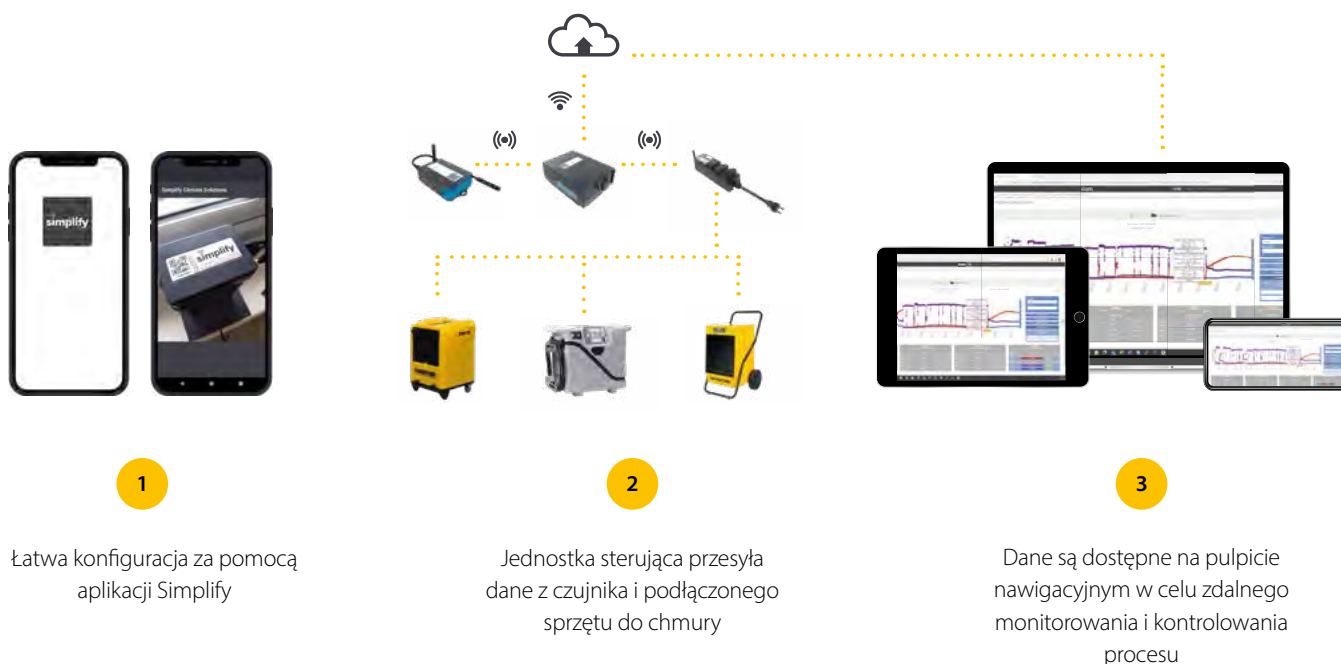 simplify
Simplify Climate Solutions
simplify
1
Łatwa konfiguracja za pomocą
aplikacji Simplify
2
Jednostka sterująca przesyła
dane z czujnika i podłączonego
sprzętu do chmury
3
Dane są dostępne na pulpicie
nawigacyjnym w celu zdalnego
monitorowania i kontrolowania
procesu